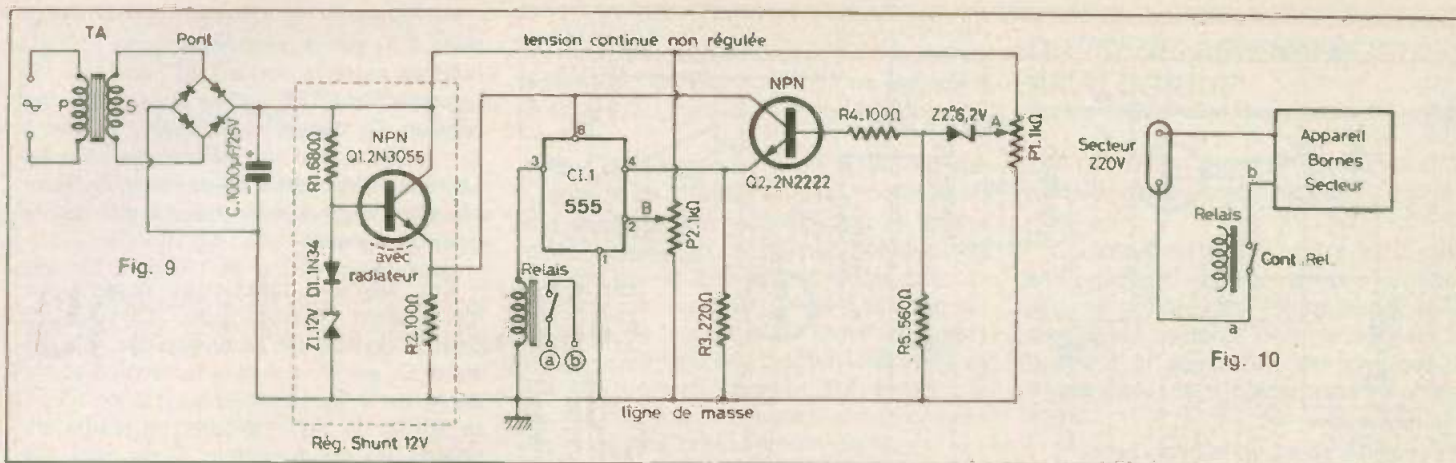 TA
Pont
P
S
C.1000µF/25V
+
-
Fig. 9
R1.680Ω
NPN
Q1.2N3055
avec
radiateur
D1.1N34
Z1.12V
R2.100Ω
Rég. Shunt 12V
tension continue non régulée
8
3
4
CI.1
555
2
1
B
P2.1kΩ
Relais
a
b
NPN
Q2,2N2222
R4.100Ω
Z2:6,2V
A
P1.1kΩ
R3.220Ω
R5.560Ω
ligne de masse
Secteur
220V
Appareil
Bornes
Secteur
b
Relais
Cont. Rel.
a
Fig. 10